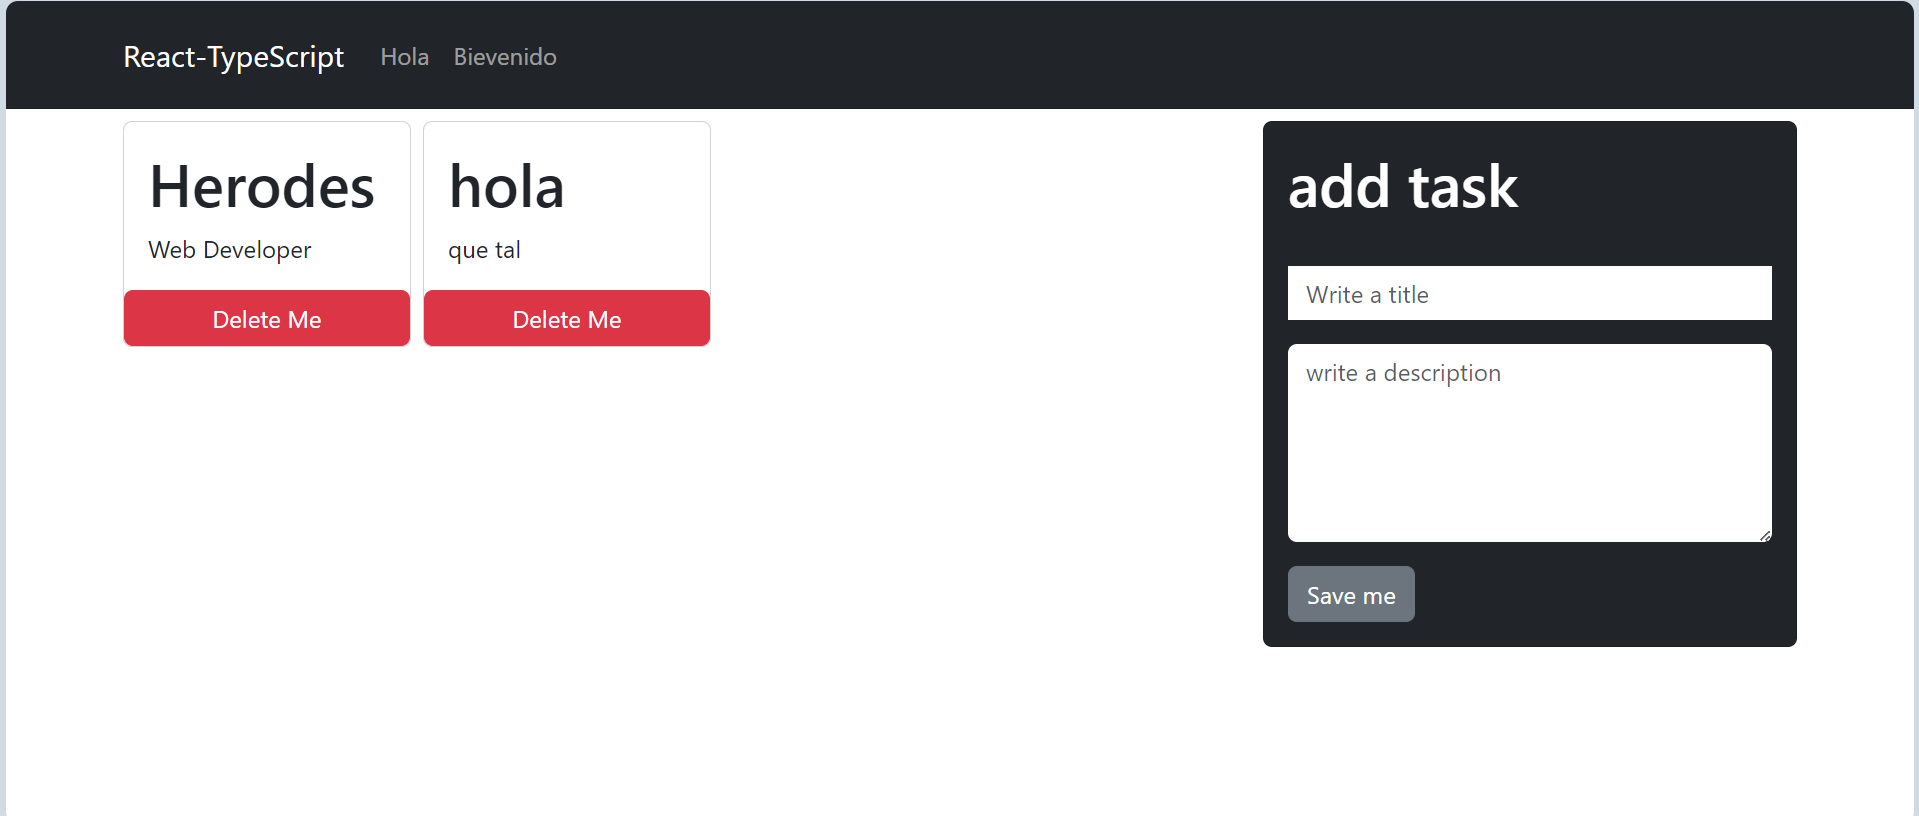 React-TypeScript Hola Bievenido
Herodes
Web Developer
Delete Me
hola
que tal
Delete Me
add task
Write a title
write a description
Save me